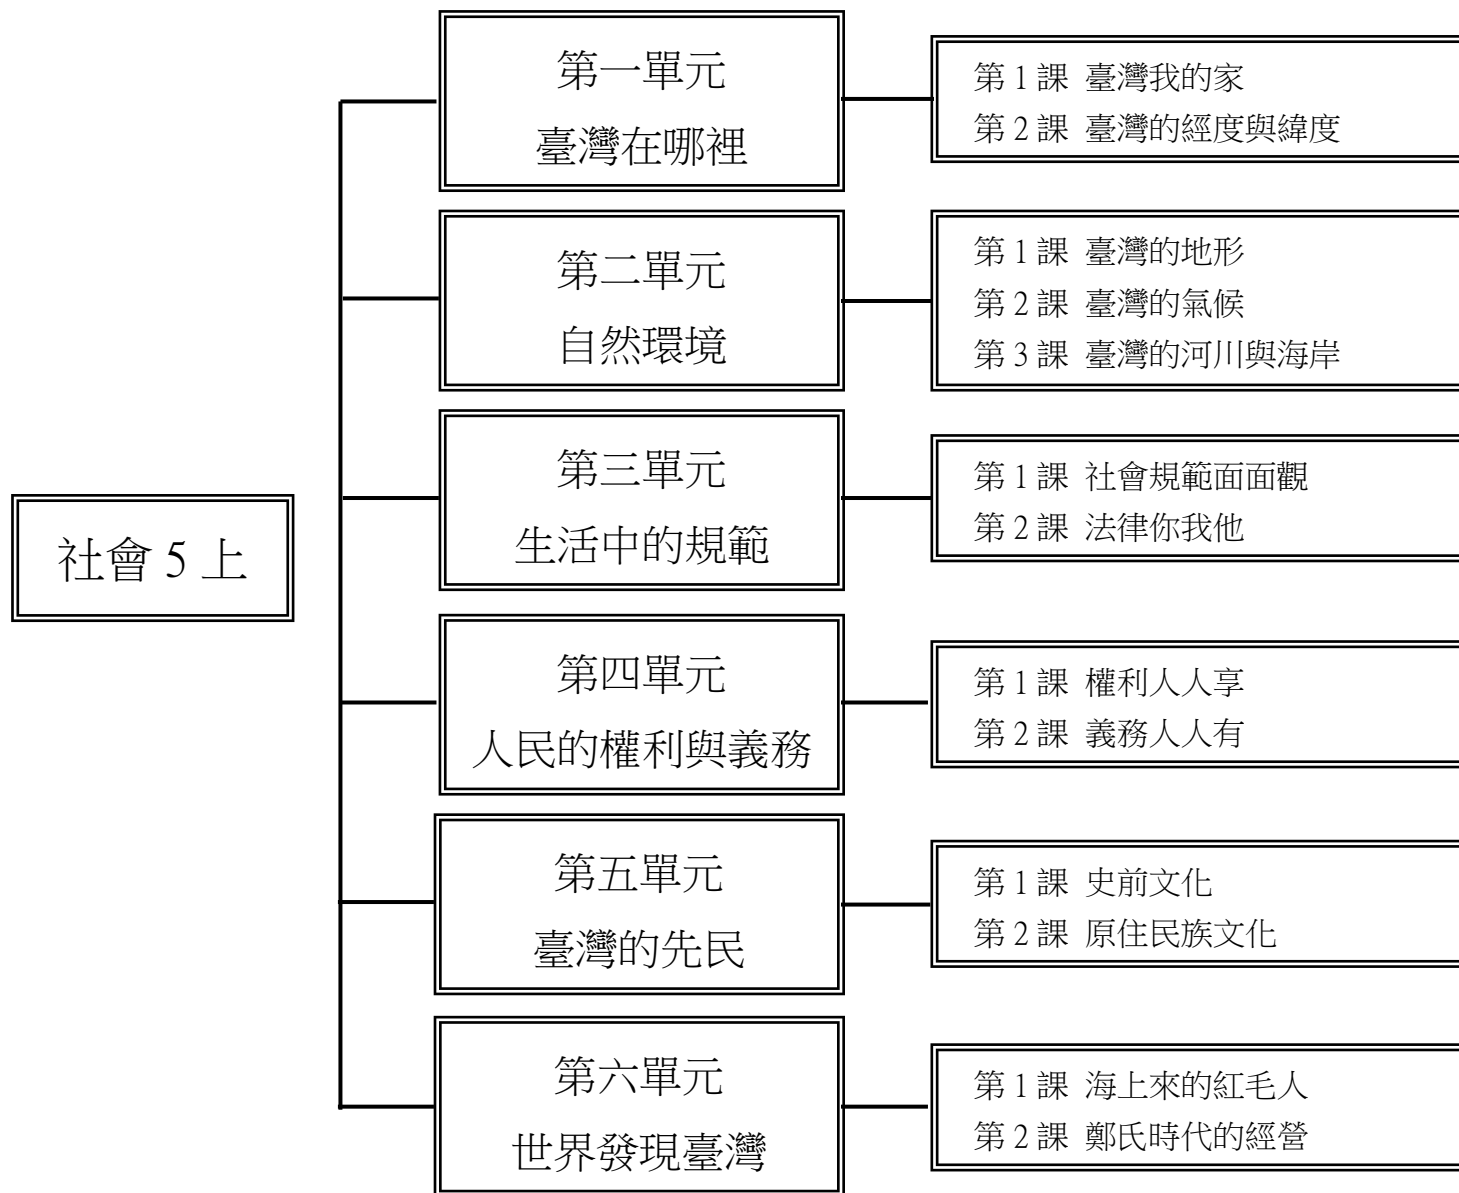 社會 5 上
第一單元
臺灣在哪裡
第 1 課 臺灣我的家
第 2 課 臺灣的經度與緯度
第二單元
自然環境
第 1 課 臺灣的地形
第 2 課 臺灣的氣候
第 3 課 臺灣的河川與海岸
第三單元
生活中的規範
第 1 課 社會規範面面觀
第 2 課 法律你我他
第四單元
人民的權利與義務
第 1 課 權利人人享
第 2 課 義務人人有
第五單元
臺灣的先民
第 1 課 史前文化
第 2 課 原住民族文化
第六單元
世界發現臺灣
第 1 課 海上來的紅毛人
第 2 課 鄭氏時代的經營